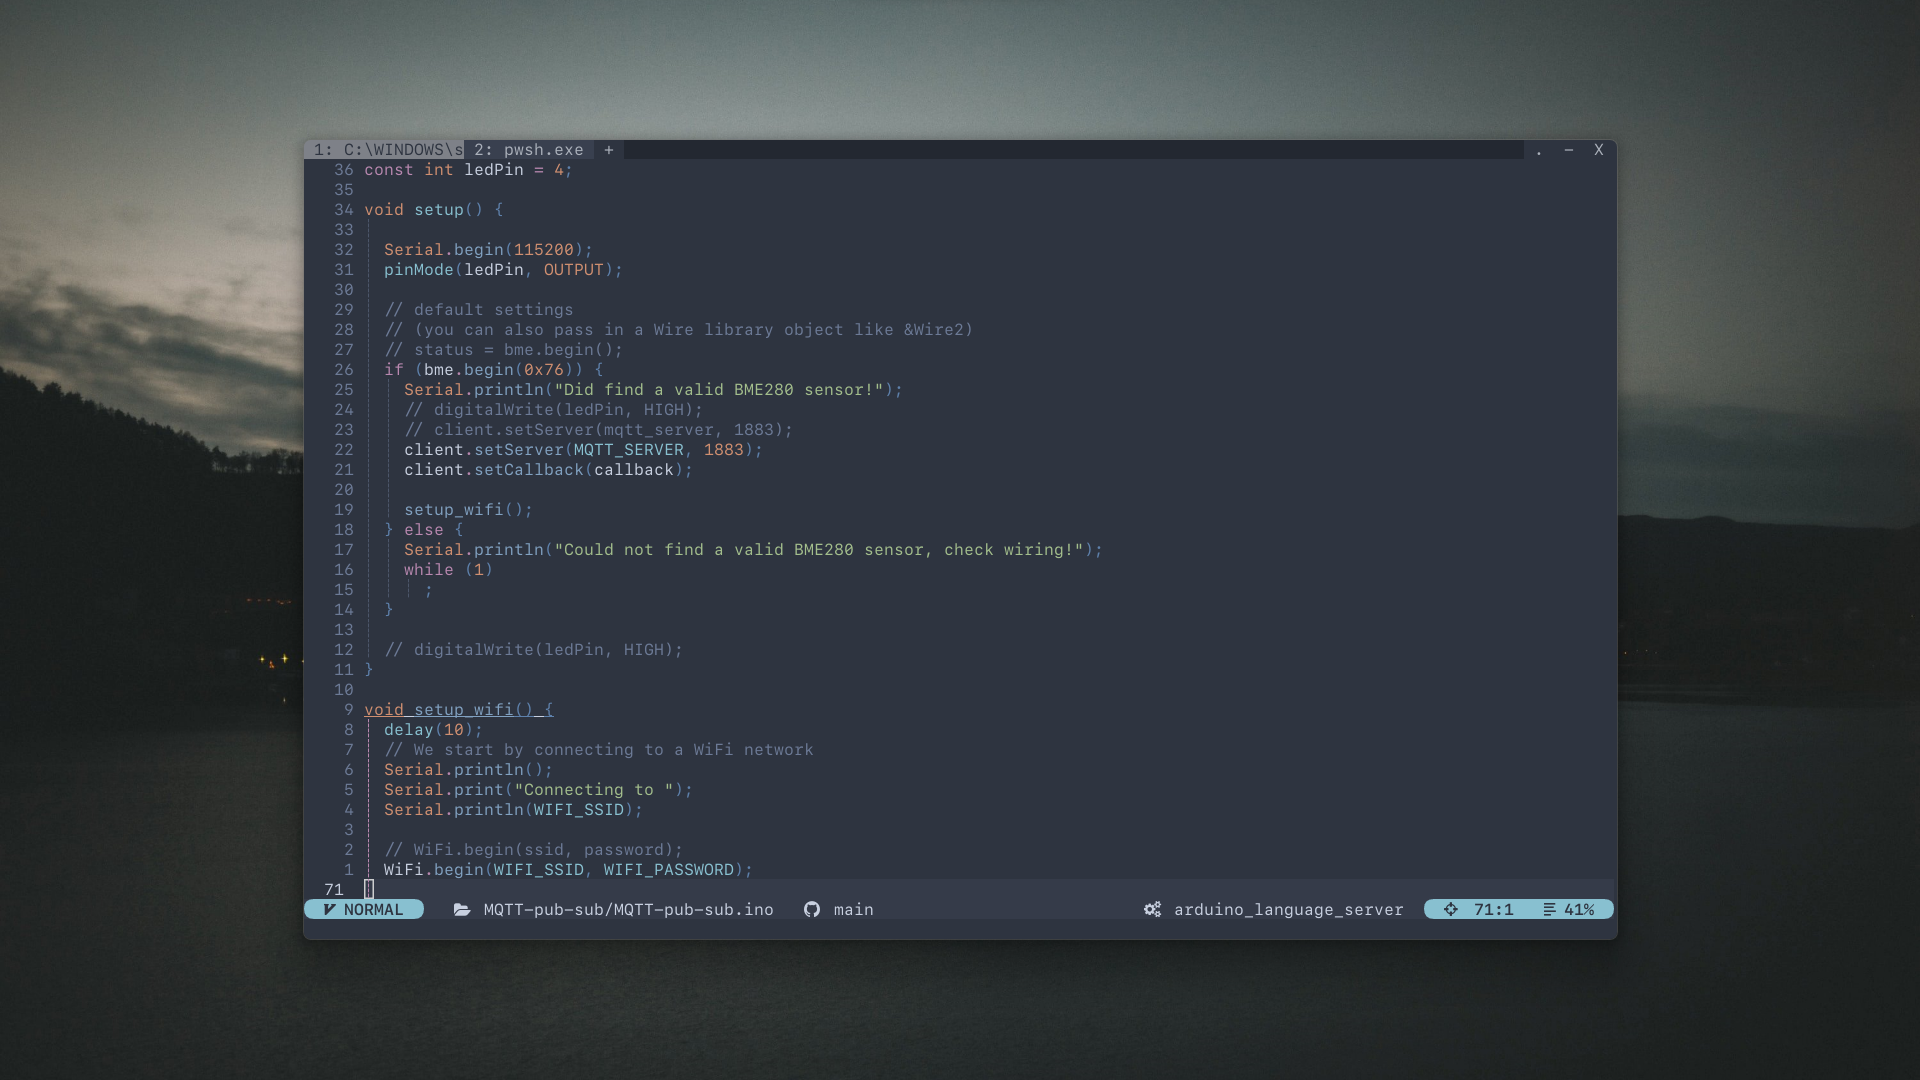 1: C:\WINDOWS\s 2: pwsh.exe + . − X
36 const int ledPin = 4;
35
34 void setup() {
33
32 Serial.begin(115200);
31 pinMode(ledPin, OUTPUT);
30
29 // default settings
28 // (you can also pass in a Wire library object like &Wire2)
27 // status = bme.begin();
26 if (bme.begin(0x76)) {
25 Serial.println("Did find a valid BME280 sensor!");
24 // digitalWrite(ledPin, HIGH);
23 // client.setServer(mqtt_server, 1883);
22 client.setServer(MQTT_SERVER, 1883);
21 client.setCallback(callback);
20
19 setup_wifi();
18 } else {
17 Serial.println("Could not find a valid BME280 sensor, check wiring!");
16 while (1)
15 ;
14 }
13
12 // digitalWrite(ledPin, HIGH);
11 }
10
9 void setup_wifi() {
8 delay(10);
7 // We start by connecting to a WiFi network
6 Serial.println();
5 Serial.print("Connecting to ");
4 Serial.println(WIFI_SSID);
3
2 // WiFi.begin(ssid, password);
1 WiFi.begin(WIFI_SSID, WIFI_PASSWORD);
71
NORMAL MQTT-pub-sub/MQTT-pub-sub.ino main arduino_language_server 71:1 41%